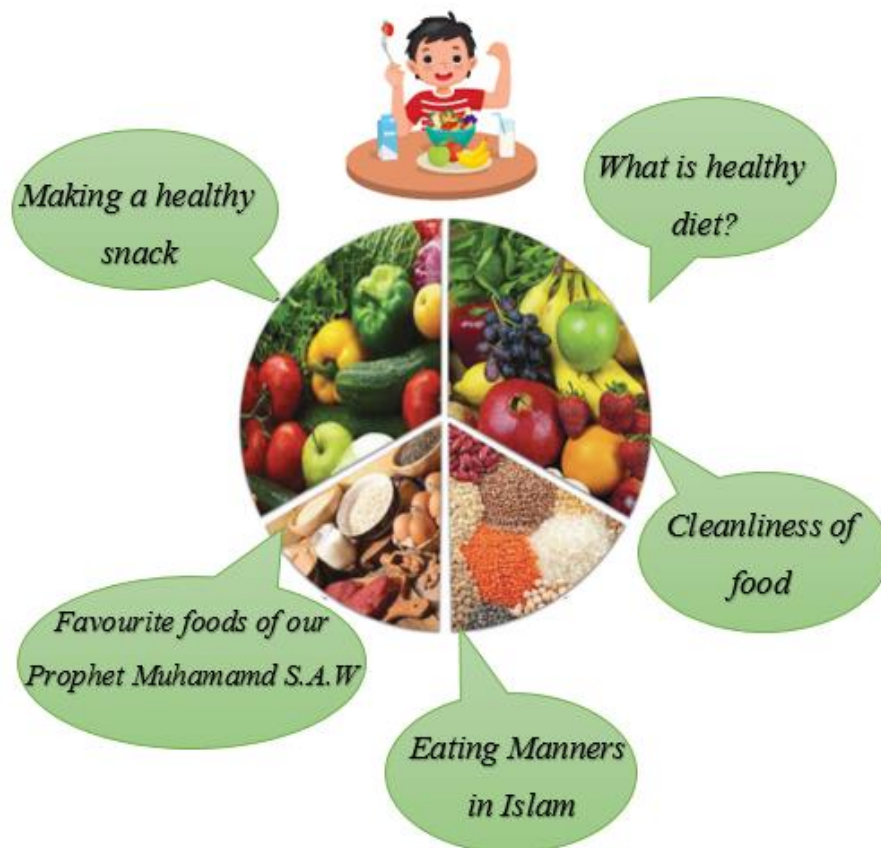 Making a healthy
snack
What is healthy
diet?
Cleanliness of
food
Favourite foods of our
Prophet Muhamamd S.A.W
Eating Manners
in Islam